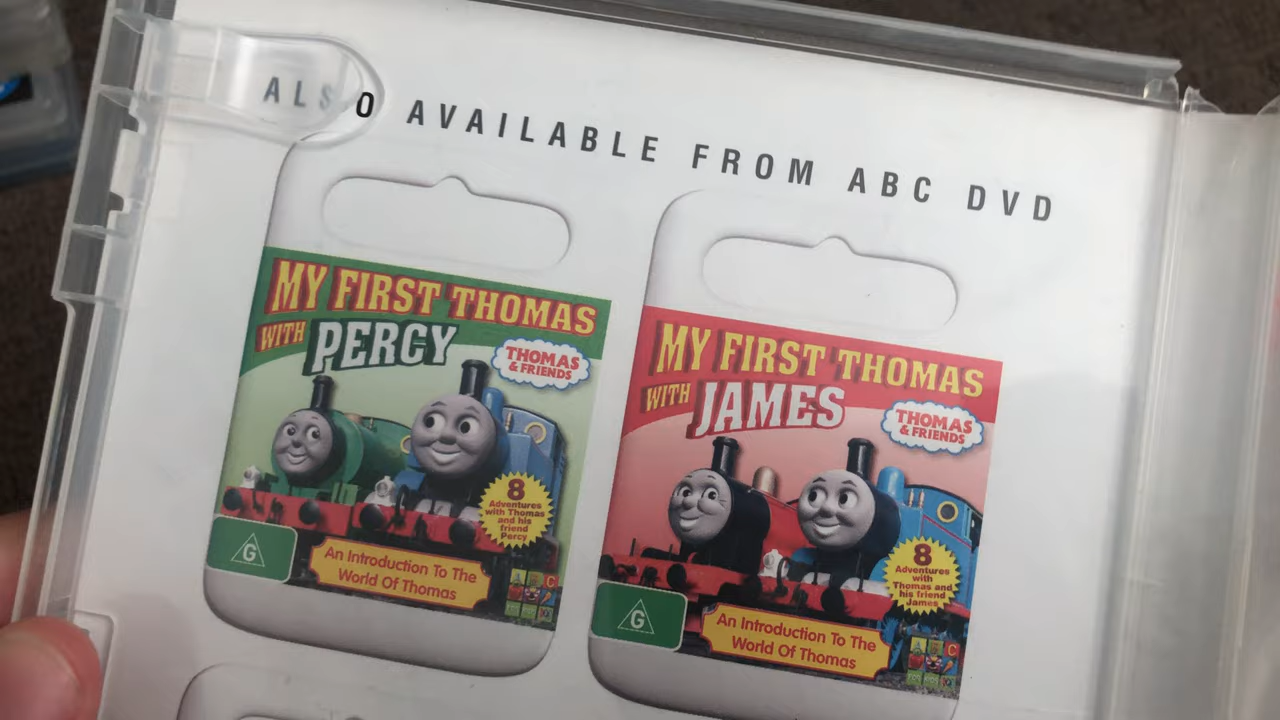 ALSO AVAILABLE FROM ABC DVD
MY FIRST THOMAS
WITH PERCY
THOMAS
& FRIENDS
8
Adventures
with Thomas
and his
friend
Percy
G
An Introduction To The
World Of Thomas
MY FIRST THOMAS
WITH JAMES
THOMAS
& FRIENDS
8
Adventures
with
Thomas and
his friend
James
G
An Introduction To The
World Of Thomas